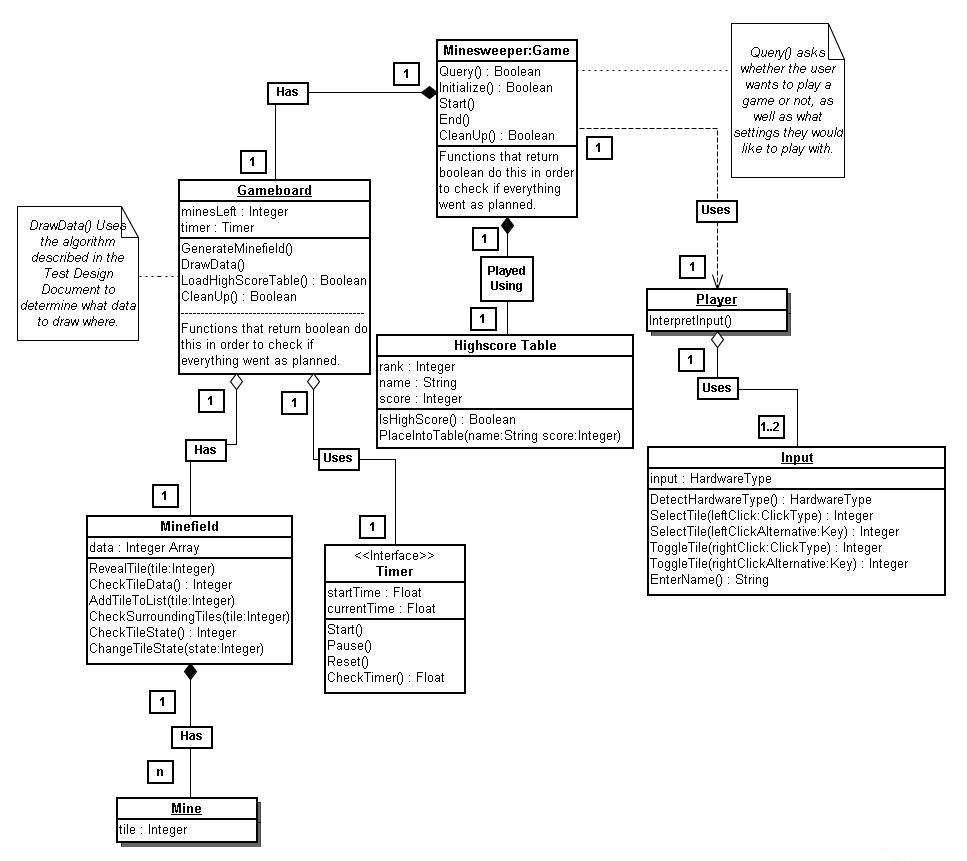 Minesweeper:Game
Query() : Boolean
Initialize() : Boolean
Start()
End()
CleanUp() : Boolean
Functions that return
boolean do this in order
to check if everything
went as planned.
Query() asks
whether the user
wants to play a
game or not, as
well as what
settings they would
like to play with.
1
Has
1
Gameboard
minesLeft : Integer
timer : Timer
GenerateMinefield()
DrawData()
LoadHighScoreTable() : Boolean
CleanUp() : Boolean
Functions that return boolean do
this in order to check if
everything went as planned.
DrawData() Uses
the algorithm
described in the
Test Design
Document to
determine what data
to draw where.
1
Played
Using
1
Highscore Table
rank : Integer
name : String
score : Integer
IsHighScore() : Boolean
PlaceIntoTable(name:String score:Integer)
1
Uses
1
Player
InterpretInput()
1
Uses
1..2
Input
input : HardwareType
DetectHardwareType() : HardwareType
SelectTile(leftClick:ClickType) : Integer
SelectTile(leftClickAlternative:Key) : Integer
ToggleTile(rightClick:ClickType) : Integer
ToggleTile(rightClickAlternative:Key) : Integer
EnterName() : String
1
Has
1
Minefield
data : Integer Array
RevealTile(tile:Integer)
CheckTileData() : Integer
AddTileToList(tile:Integer)
CheckSurroundingTiles(tile:Integer)
CheckTileState() : Integer
ChangeTileState(state:Integer)
1
Uses
1
<<Interface>>
Timer
startTime : Float
currentTime : Float
Start()
Pause()
Reset()
CheckTimer() : Float
1
Has
n
Mine
tile : Integer